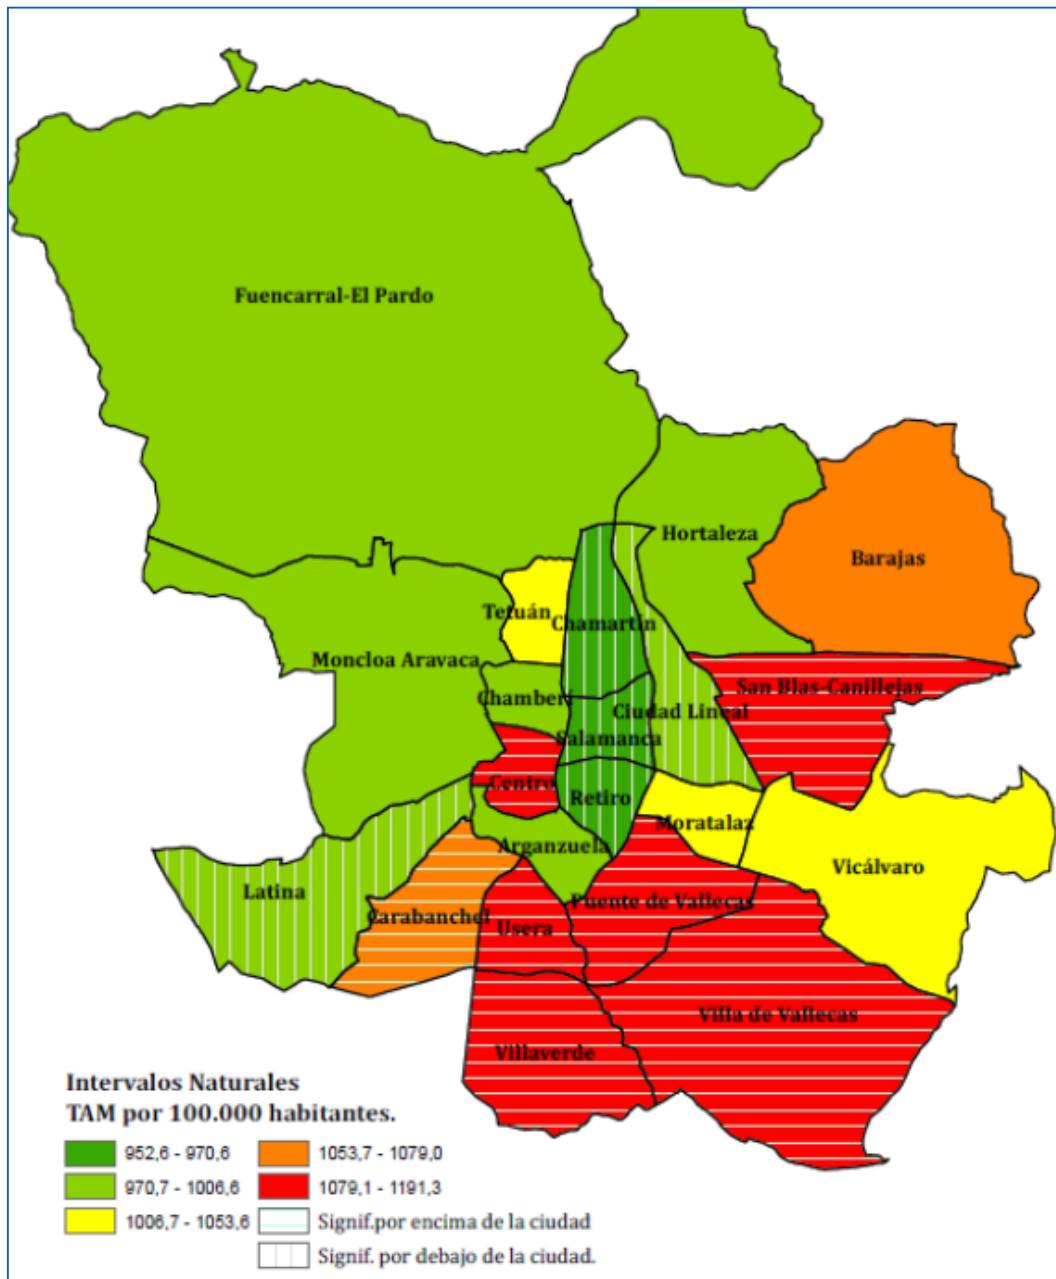 Fuencarral-El Pardo
Hortaleza
Barajas
Tetuán
Chamartín
Moncloa Aravaca
San Blas-Canillejas
Chamberí
Ciudad Lineal
Salamanca
Centro
Retiro
Moratalaz
Arganzuela
Vicálvaro
Latina
Puente de Vallecas
Carabanchel
Usera
Villa de Vallecas
Villaverde
Intervalos Naturales
TAM por 100.000 habitantes.
952,6 - 970,6
1053,7 - 1079,0
970,7 - 1006,6
1079,1 - 1191,3
1006,7 - 1053,6
Signif.por encima de la ciudad
Signif. por debajo de la ciudad.